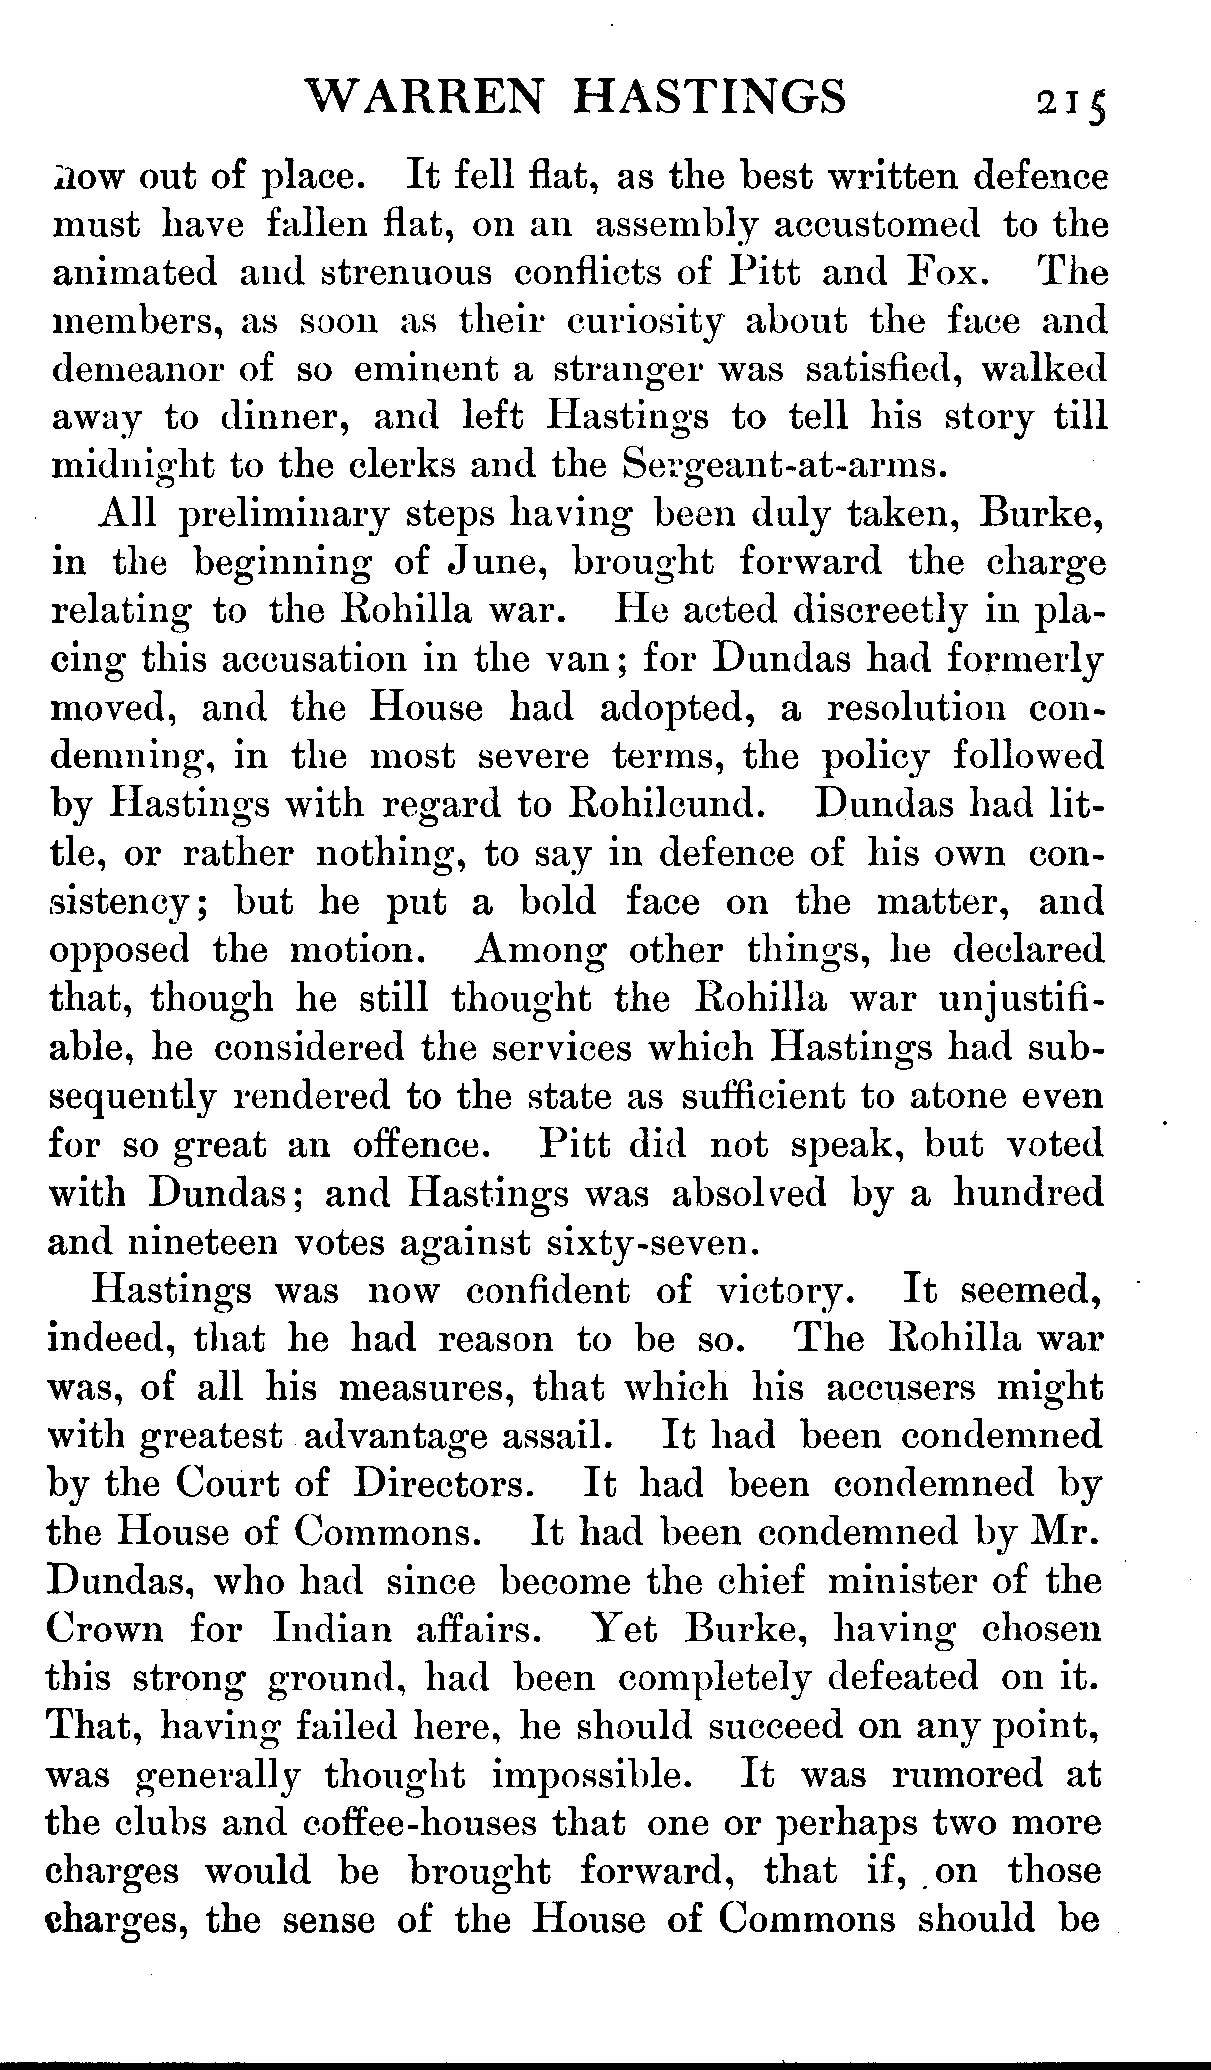 WARREN HASTINGS 215
now out of place. It fell flat, as the best written defence
must have fallen flat, on an assembly accustomed to the
animated and strenuous conflicts of Pitt and Fox. The
members, as soon as their curiosity about the face and
demeanor of so eminent a stranger was satisfied, walked
away to dinner, and left Hastings to tell his story till
midnight to the clerks and the Sergeant-at-arms.
All preliminary steps having been duly taken, Burke,
in the beginning of June, brought forward the charge
relating to the Rohilla war. He acted discreetly in pla-
cing this accusation in the van; for Dundas had formerly
moved, and the House had adopted, a resolution con-
demning, in the most severe terms, the policy followed
by Hastings with regard to Rohilcund. Dundas had lit-
tle, or rather nothing, to say in defence of his own con-
sistency; but he put a bold face on the matter, and
opposed the motion. Among other things, he declared
that, though he still thought the Rohilla war unjustifi-
able, he considered the services which Hastings had sub-
sequently rendered to the state as sufficient to atone even
for so great an offence. Pitt did not speak, but voted
with Dundas; and Hastings was absolved by a hundred
and nineteen votes against sixty-seven.
Hastings was now confident of victory. It seemed,
indeed, that he had reason to be so. The Rohilla war
was, of all his measures, that which his accusers might
with greatest advantage assail. It had been condemned
by the Court of Directors. It had been condemned by
the House of Commons. It had been condemned by Mr.
Dundas, who had since become the chief minister of the
Crown for Indian affairs. Yet Burke, having chosen
this strong ground, had been completely defeated on it.
That, having failed here, he should succeed on any point,
was generally thought impossible. It was rumored at
the clubs and coffee-houses that one or perhaps two more
charges would be brought forward, that if, on those
charges, the sense of the House of Commons should be